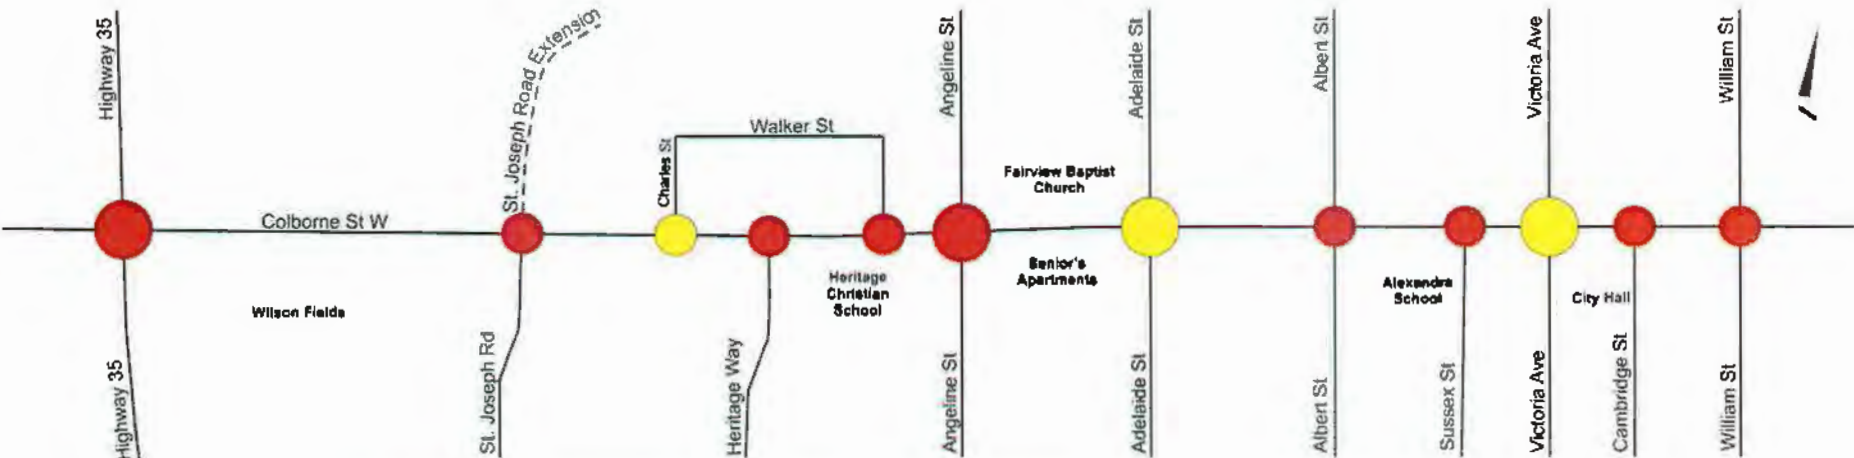 Highway 35
St. Joseph Road Extension
Angeline St
Adelaide St
Albert St
Victoria Ave
William St
Walker St
Charles St
Fairview Baptist
Church
Colborne St W
Senior's
Apartments
Heritage
Christian
School
Alexandra
School
City Hall
Wilson Fields
Highway 35
St. Joseph Rd
Heritage Way
Angeline St
Adelaide St
Albert St
Sussex St
Victoria Ave
Cambridge St
William St